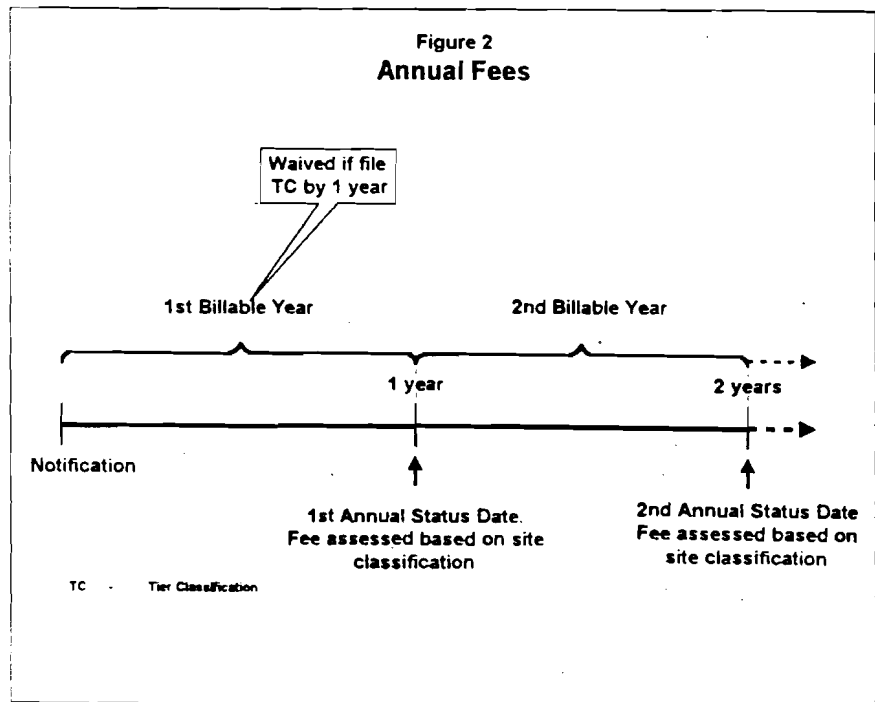 Figure 2
Annual Fees
Waived if file
TC by 1 year
1st Billable Year
2nd Billable Year
1 year
2 years
Notification
1st Annual Status Date.
Fee assessed based on site
classification
2nd Annual Status Date
Fee assessed based on
site classification
TC - Tier Classification